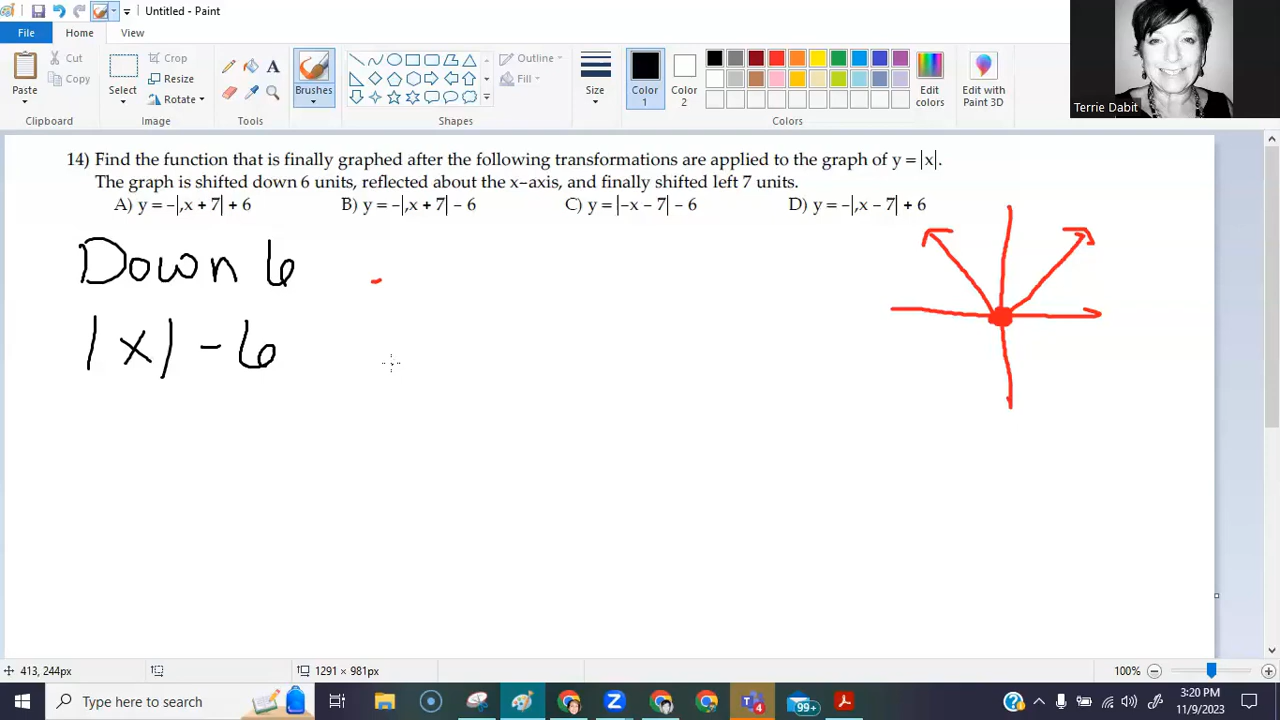 Untitled - Paint
File
Home
View
Paste
Cut
Copy
Clipboard
Select
Crop
Resize
Rotate
Image
Tools
A
Brushes
Outline
Fill
Shapes
Size
Color 1
Color 2
Edit colors
Edit with Paint 3D
Colors
Terrie Dabit
14) Find the function that is finally graphed after the following transformations are applied to the graph of y = |x|.
The graph is shifted down 6 units, reflected about the x-axis, and finally shifted left 7 units.
A) y = -|,x + 7| + 6 B) y = -|,x + 7| - 6 C) y = |-x - 7| - 6 D) y = -|,x - 7| + 6
Down 6
|x| - 6
413, 244px
1291 × 981px
100%
Type here to search
4
99+
3:20 PM
11/9/2023